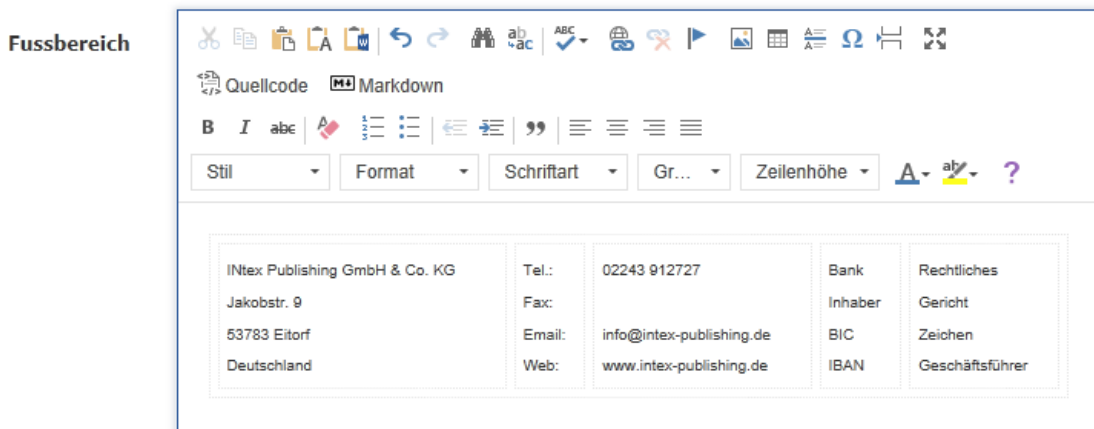 Fussbereich
ABC
Quellcode
Markdown
B I abc
Stil Format Schriftart Gr... Zeilenhöhe A ab ?
INtex Publishing GmbH & Co. KG Tel.: 02243 912727 Bank Rechtliches
Jakobstr. 9 Fax: Inhaber Gericht
53783 Eitorf Email: info@intex-publishing.de BIC Zeichen
Deutschland Web: www.intex-publishing.de IBAN Geschäftsführer